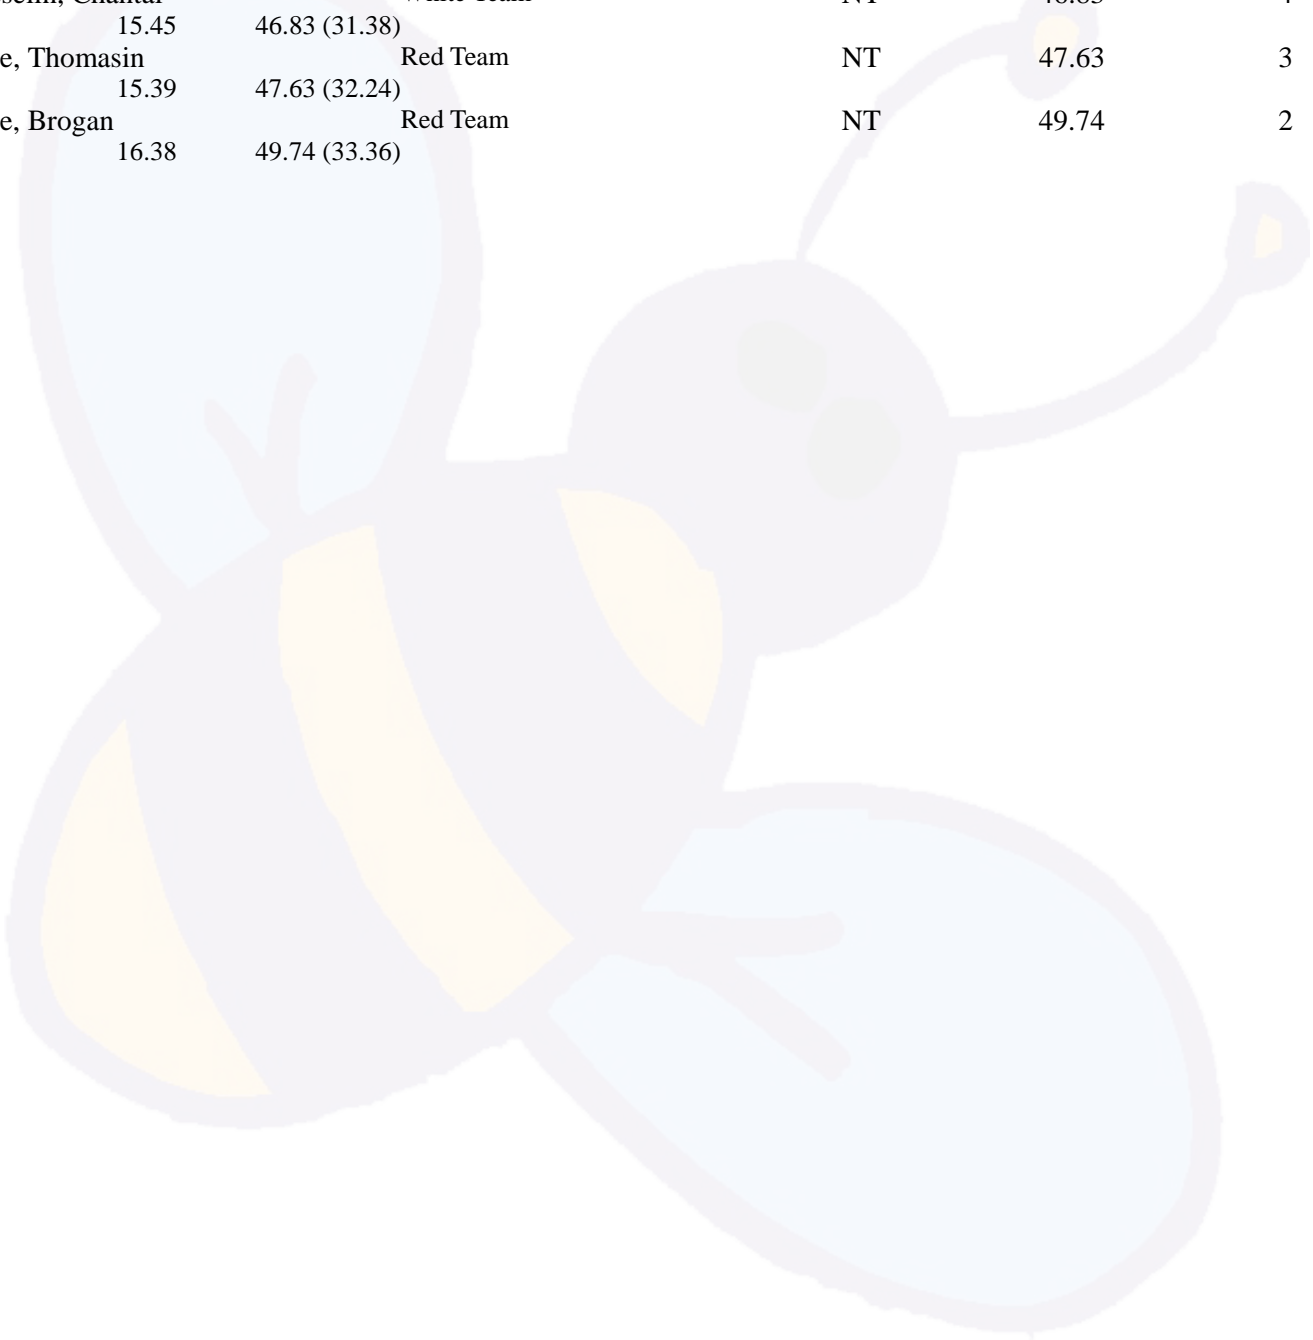 15.45 46.83 (31.38)
e, Thomasin Red Team NT 47.63 3
15.39 47.63 (32.24)
e, Brogan Red Team NT 49.74 2
16.38 49.74 (33.36)